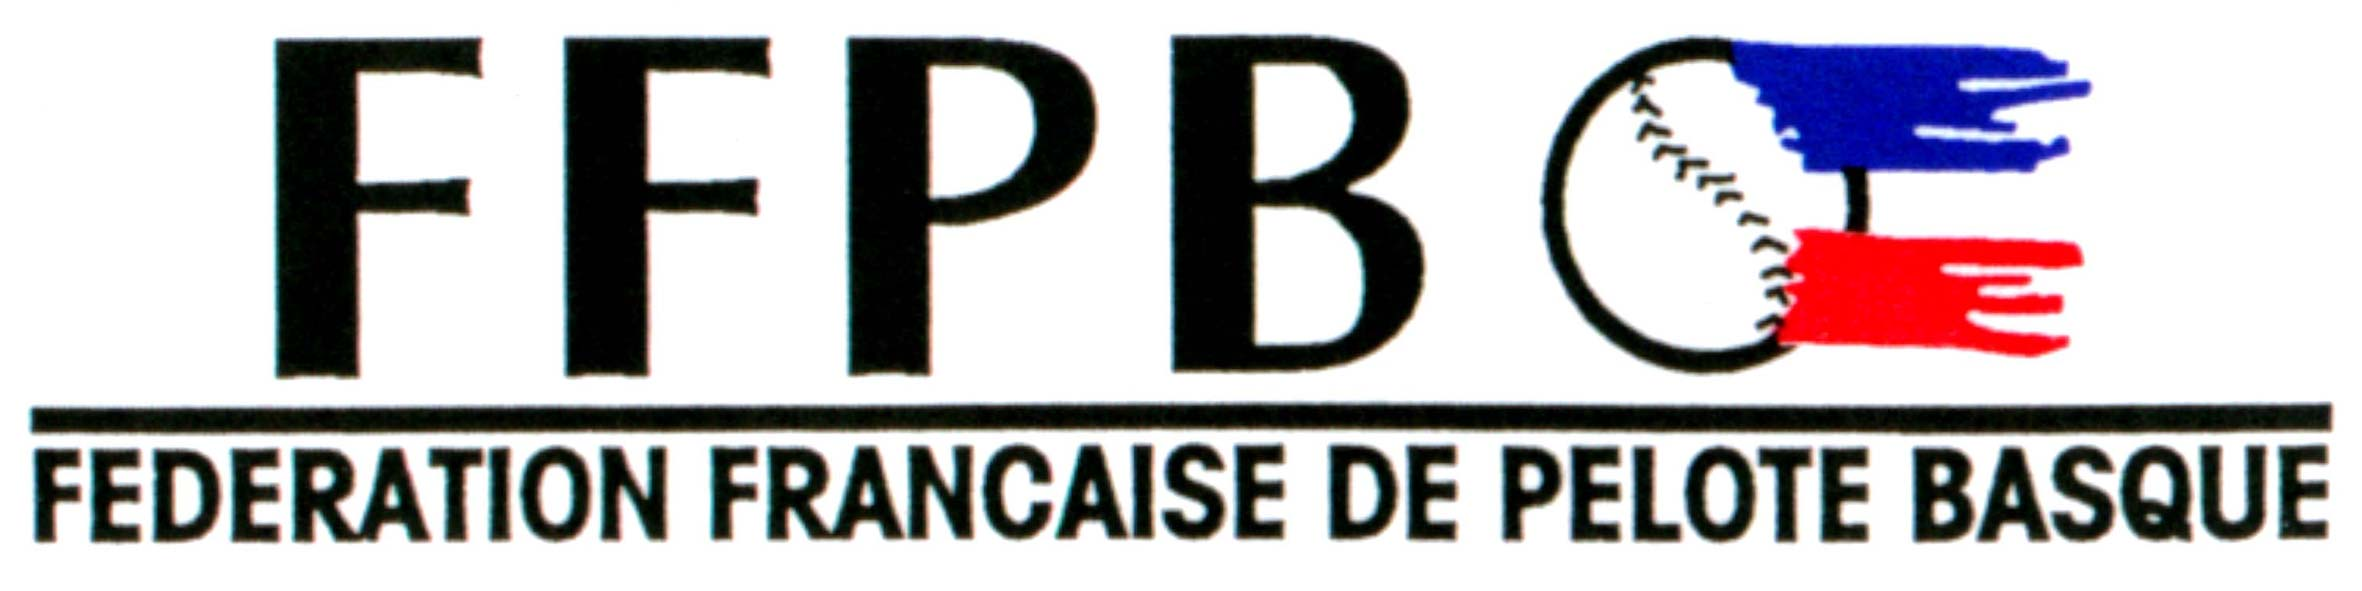 FFPB
FEDERATION FRANCAISE DE PELOTE BASQUE